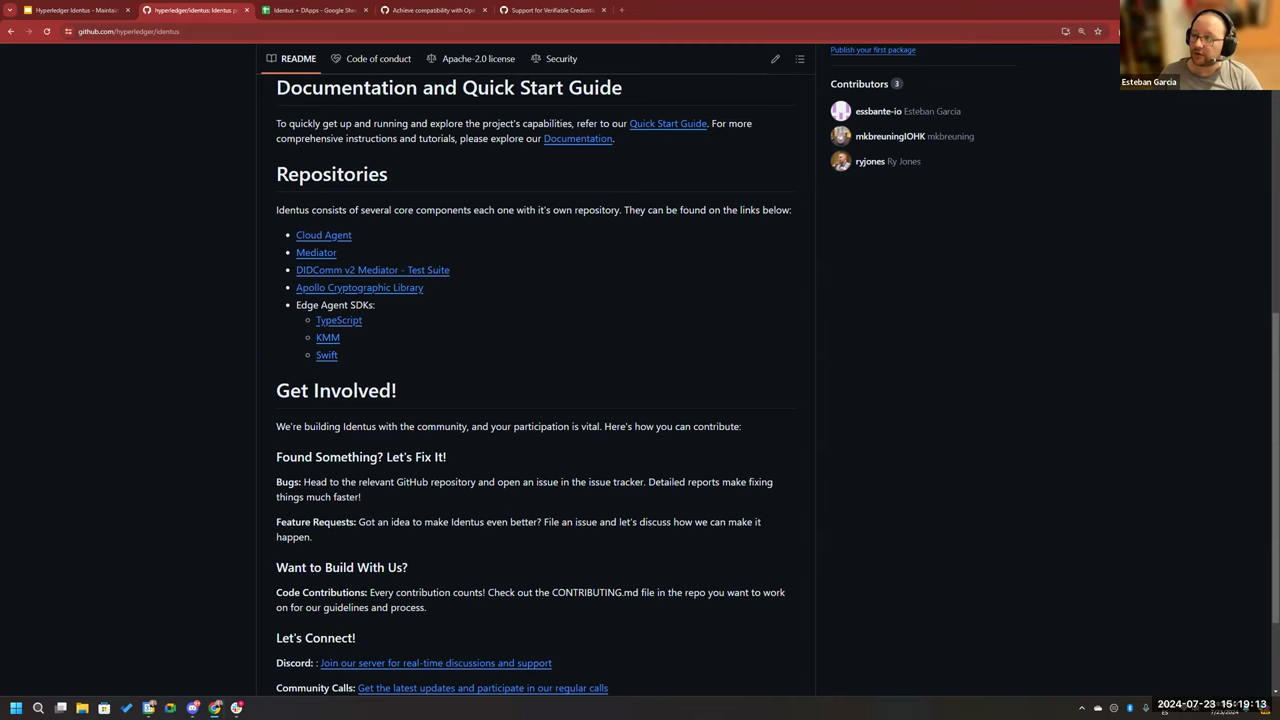 Hyperledger Identus - Maintain
hyperledger/identus: Identus p
Identus + DApps - Google She
Achieve compatibility with Ope
Support for Verifiable Credenti
github.com/hyperledger/identus
README
Code of conduct
Apache-2.0 license
Security
Publish your first package
Contributors 3
essbante-io Esteban Garcia
mkbreuningIOHK mkbreuning
ryjones Ry Jones
Esteban Garcia
Documentation and Quick Start Guide
To quickly get up and running and explore the project's capabilities, refer to our Quick Start Guide. For more
comprehensive instructions and tutorials, please explore our Documentation.
Repositories
Identus consists of several core components each one with it's own repository. They can be found on the links below:
Cloud Agent
Mediator
DIDComm v2 Mediator - Test Suite
Apollo Cryptographic Library
Edge Agent SDKs:
TypeScript
KMM
Swift
Get Involved!
We're building Identus with the community, and your participation is vital. Here's how you can contribute:
Found Something? Let's Fix It!
Bugs: Head to the relevant GitHub repository and open an issue in the issue tracker. Detailed reports make fixing
things much faster!
Feature Requests: Got an idea to make Identus even better? File an issue and let's discuss how we can make it
happen.
Want to Build With Us?
Code Contributions: Every contribution counts! Check out the CONTRIBUTING.md file in the repo you want to work
on for our guidelines and process.
Let's Connect!
Discord: : Join our server for real-time discussions and support
Community Calls: Get the latest updates and participate in our regular calls
2024-07-23 15:19:13